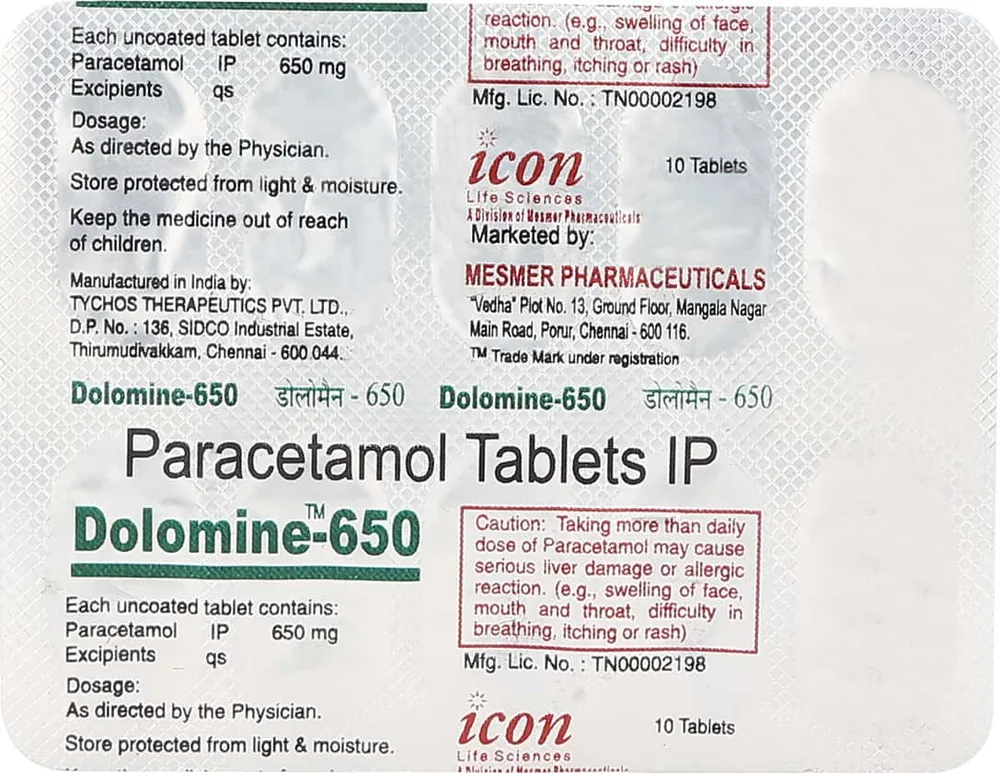 Each uncoated tablet contains:
Paracetamol IP 650 mg
Excipients qs
Dosage:
As directed by the Physician.
Store protected from light & moisture.
Keep the medicine out of reach
of children.
Manufactured in India by:
TYCHOS THERAPEUTICS PVT. LTD.,
D.P. No. : 136, SIDCO Industrial Estate,
Thirumudivakkam, Chennai - 600 044.
reaction. (e.g., swelling of face,
mouth and throat, difficulty in
breathing, itching or rash)
Mfg. Lic. No. : TN00002198
icon
Life Sciences
A Division of Mesmer Pharmaceuticals
10 Tablets
Marketed by:
MESMER PHARMACEUTICALS
"Vedha" Plot No. 13, Ground Floor, Mangala Nagar
Main Road, Porur, Chennai - 600 116.
TM Trade Mark under registration
Dolomine-650 डोलोमैन - 650 Dolomine-650 डोलोमैन - 650
Paracetamol Tablets IP
Dolomine™-650
Each uncoated tablet contains:
Paracetamol IP 650 mg
Excipients qs
Dosage:
As directed by the Physician.
Store protected from light & moisture.
Caution: Taking more than daily
dose of Paracetamol may cause
serious liver damage or allergic
reaction. (e.g., swelling of face,
mouth and throat, difficulty in
breathing, itching or rash)
Mfg. Lic. No. : TN00002198
icon
Life Sciences
10 Tablets